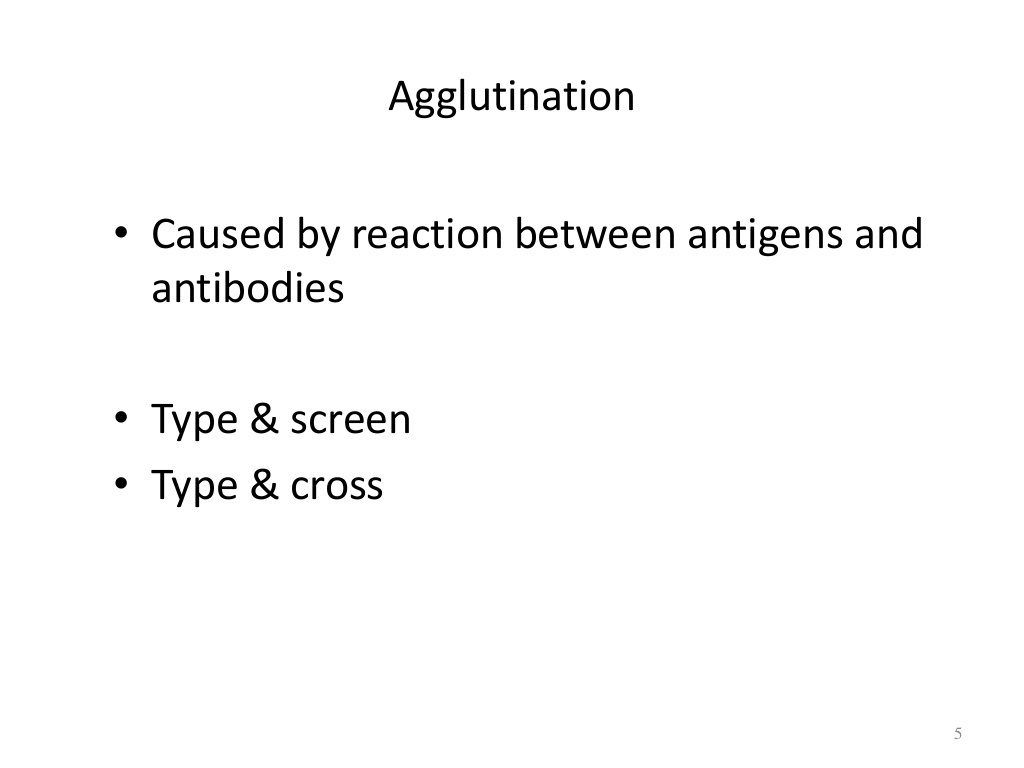 Agglutination
• Caused by reaction between antigens and
antibodies
• Type & screen
• Type & cross
5